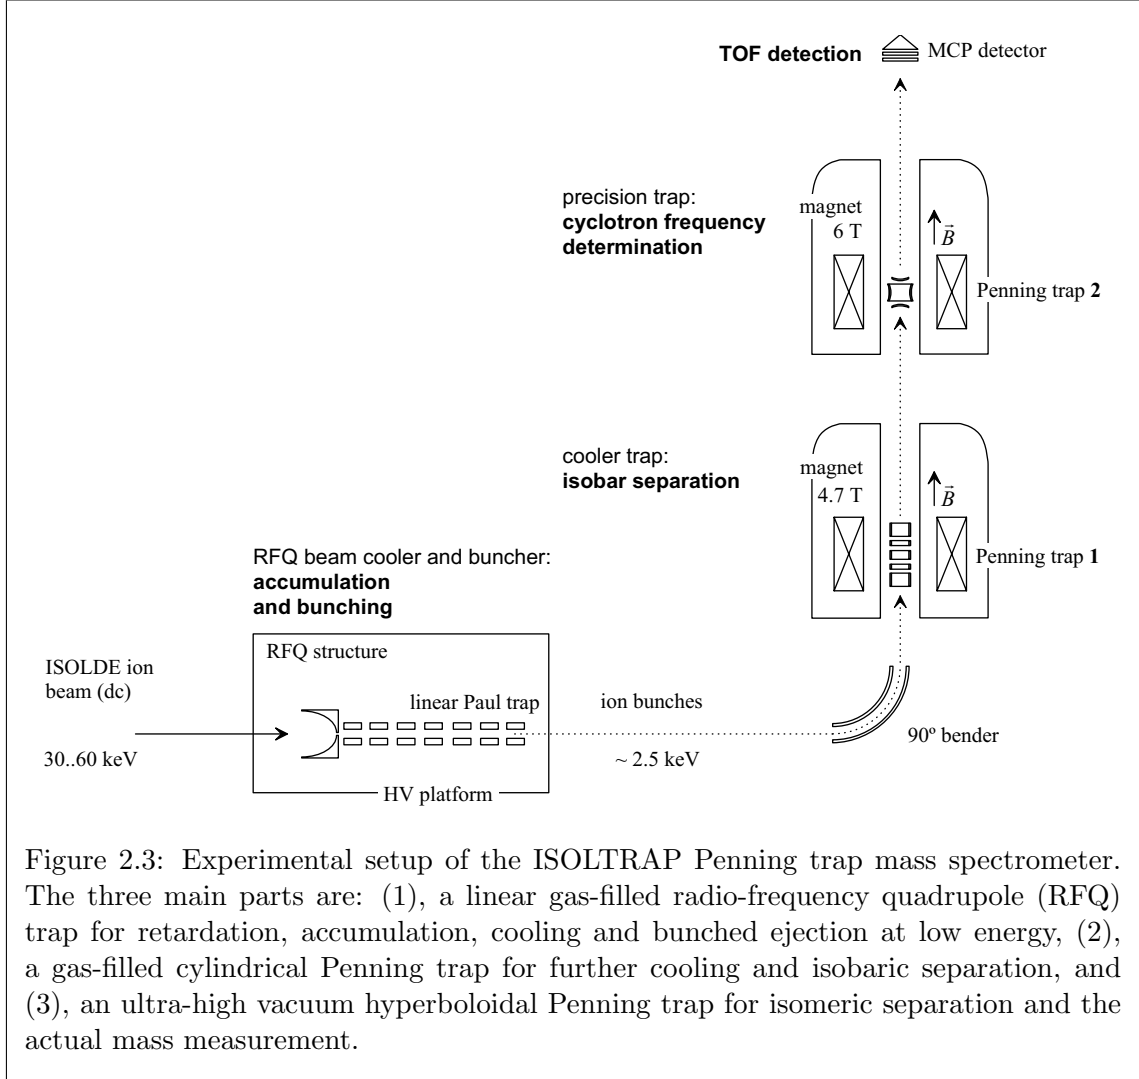 TOF detection
MCP detector
precision trap:
cyclotron frequency
determination
magnet
6 T
B
Penning trap 2
cooler trap:
isobar separation
magnet
4.7 T
B
Penning trap 1
RFQ beam cooler and buncher:
accumulation
and bunching
RFQ structure
ISOLDE ion
beam (dc)
linear Paul trap
ion bunches
90º bender
30..60 keV
~ 2.5 keV
HV platform
Figure 2.3: Experimental setup of the ISOLTRAP Penning trap mass spectrometer.
The three main parts are: (1), a linear gas-filled radio-frequency quadrupole (RFQ)
trap for retardation, accumulation, cooling and bunched ejection at low energy, (2),
a gas-filled cylindrical Penning trap for further cooling and isobaric separation, and
(3), an ultra-high vacuum hyperboloidal Penning trap for isomeric separation and the
actual mass measurement.